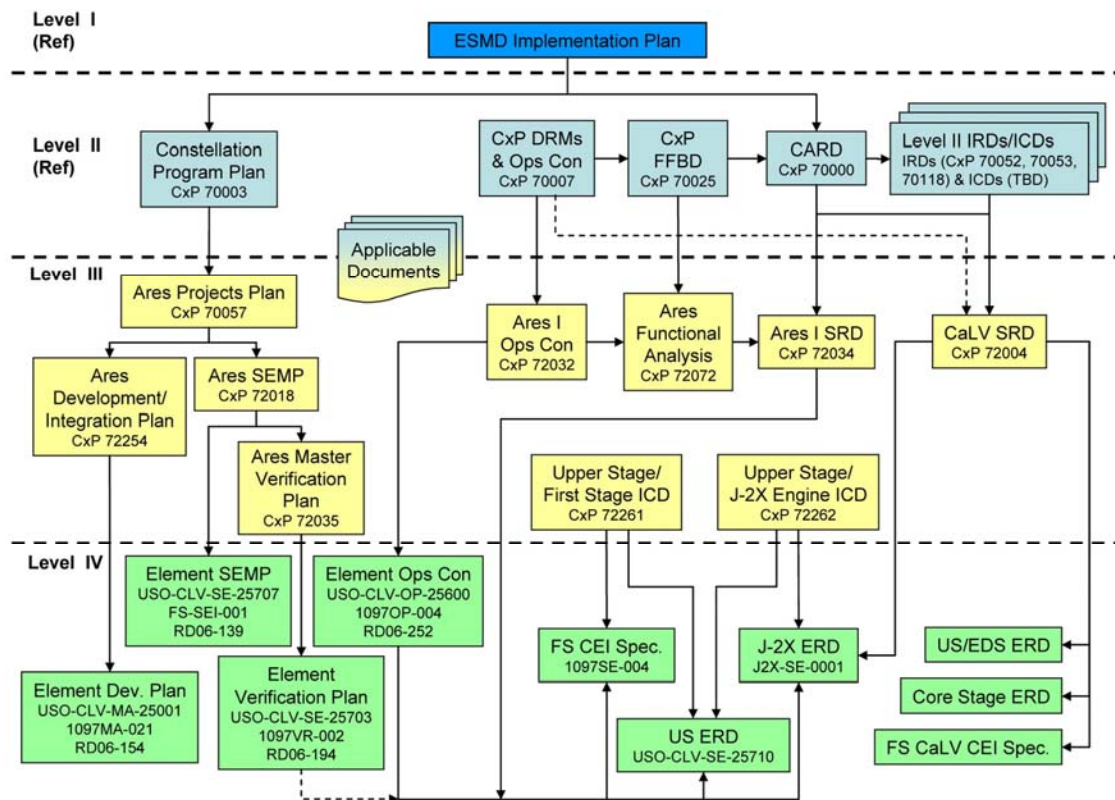 Level I
(Ref)
ESMD Implementation Plan
Level II
(Ref)
Constellation
Program Plan
CxP 70003
CxP DRMs
& Ops Con
CxP 70007
CxP
FFBD
CxP 70025
CARD
CxP 70000
Level II IRDs/ICDs
IRDs (CxP 70052, 70053,
70118) & ICDs (TBD)
Applicable
Documents
Level III
Ares Projects Plan
CxP 70057
Ares I
Ops Con
CxP 72032
Ares
Functional
Analysis
CxP 72072
Ares I SRD
CxP 72034
CaLV SRD
CxP 72004
Ares
Development/
Integration Plan
CxP 72254
Ares SEMP
CxP 72018
Ares Master
Verification
Plan
CxP 72035
Upper Stage/
First Stage ICD
CxP 72261
Upper Stage/
J-2X Engine ICD
CxP 72262
Level IV
Element SEMP
USO-CLV-SE-25707
FS-SEI-001
RD06-139
Element Ops Con
USO-CLV-OP-25600
1097OP-004
RD06-252
FS CEI Spec.
1097SE-004
J-2X ERD
J2X-SE-0001
US/EDS ERD
Element Dev. Plan
USO-CLV-MA-25001
1097MA-021
RD06-154
Element
Verification Plan
USO-CLV-SE-25703
1097VR-002
RD06-194
Core Stage ERD
US ERD
USO-CLV-SE-25710
FS CaLV CEI Spec.